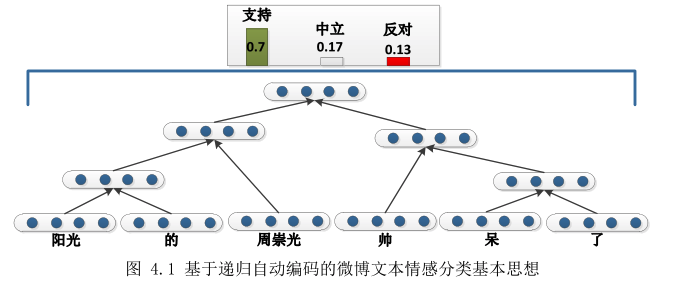 支持 中立 反对
0.7 0.17 0.13
阳光 的 周崇光 帅 呆 了
图 4.1 基于递归自动编码的微博文本情感分类基本思想